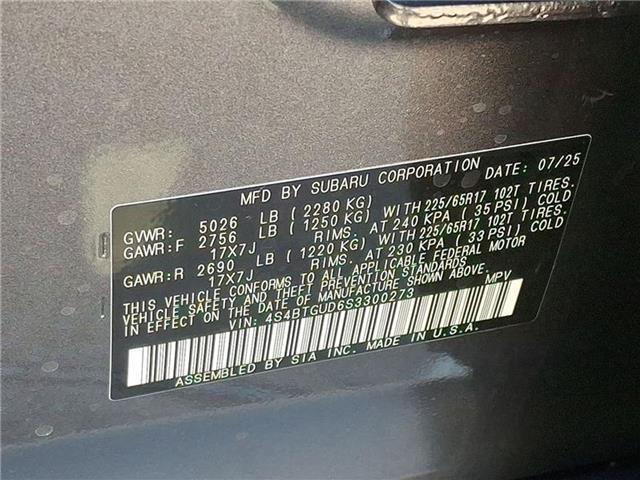 MFD BY SUBARU CORPORATION DATE: 07/25
GVWR: 5026 LB ( 2280 KG)
GAWR:F 2756 LB ( 1250 KG) WITH 225/65R17 102T TIRES.
17X7J RIMS. AT 240 KPA ( 35 PSI) COLD
GAWR:R 2690 LB ( 1220 KG) WITH 225/65R17 102T TIRES.
17X7J RIMS. AT 230 KPA ( 33 PSI) COLD
THIS VEHICLE CONFORMS TO ALL APPLICABLE FEDERAL MOTOR
VEHICLE SAFETY AND THEFT PREVENTION STANDARDS
IN EFFECT ON THE DATE OF MANUFACTURE SHOWN ABOVE.
VIN: 4S4BTGUD6S3300273 MPV
ASSEMBLED BY SIA INC. MADE IN U.S.A.